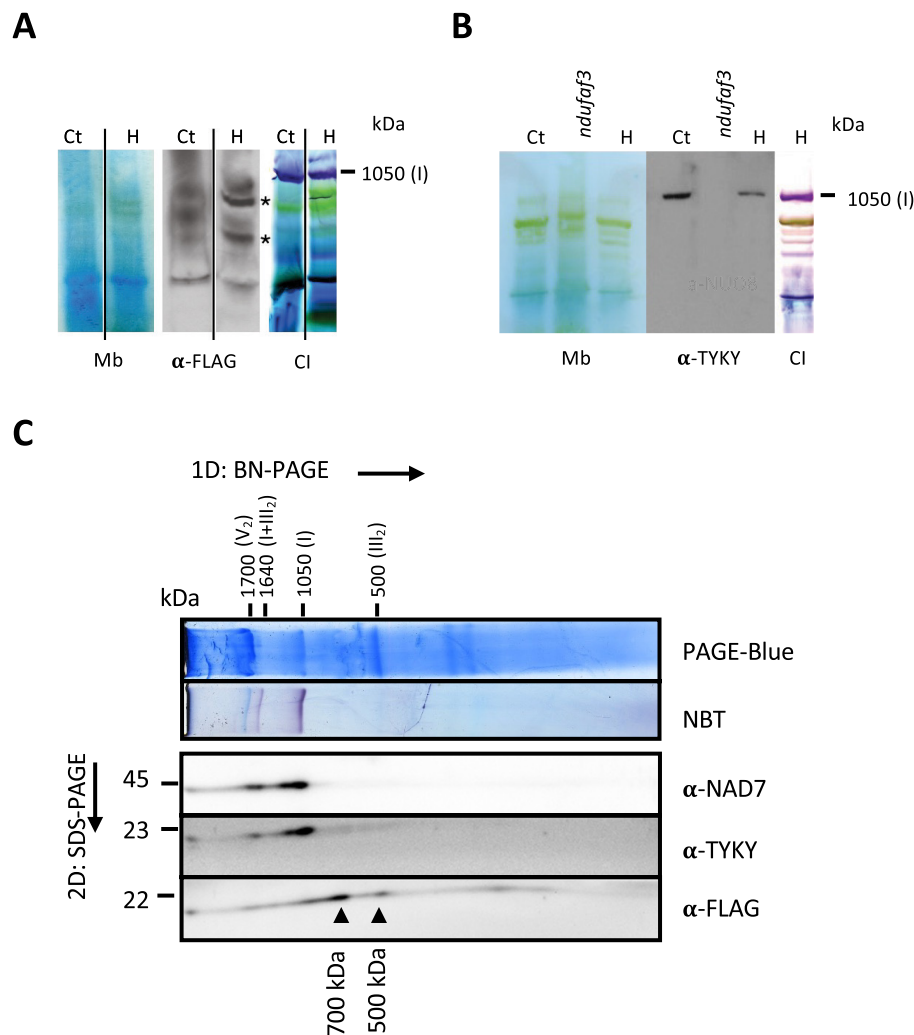 A
Ct H Ct H Ct H kDa
* 1050 (I)
*
Mb α-FLAG CI
B
Ct ndufaf3 H Ct ndufaf3 H H kDa
1050 (I)
Mb α-TYKY CI
C
1D: BN-PAGE
kDa 1700 (V₂) 1640 (I+III₂) 1050 (I) 500 (III₂)
PAGE-Blue
NBT
2D: SDS-PAGE
45 α-NAD7
23 α-TYKY
22 α-FLAG
700 kDa 500 kDa